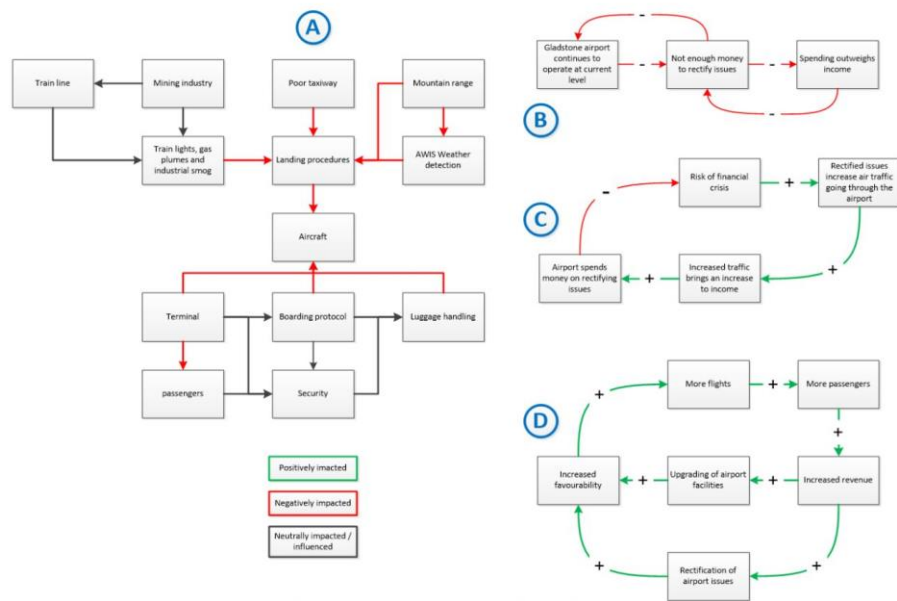 A
Train line
Mining industry
Poor taxiway
Mountain range
Train lights, gas
plumes and
industrial smog
Landing procedures
AWIS Weather
detection
Aircraft
Terminal
Boarding protocol
Luggage handling
passengers
Security
Positively imacted
Negatively impacted
Neutrally impacted /
influenced
B
-
Gladstone airport
continues to
operate at current
level
-
Not enough money
to rectify issues
-
Spending outweighs
income
-
C
-
Risk of financial
crisis
+
Rectified issues
increase air traffic
going through the
airport
+
Increased traffic
brings an increase
to income
+
Airport spends
money on rectifying
issues
D
+
More flights
+
More passengers
+
Increased
favourability
+
Upgrading of airport
facilities
+
Increased revenue
+
Rectification of
airport issues
+